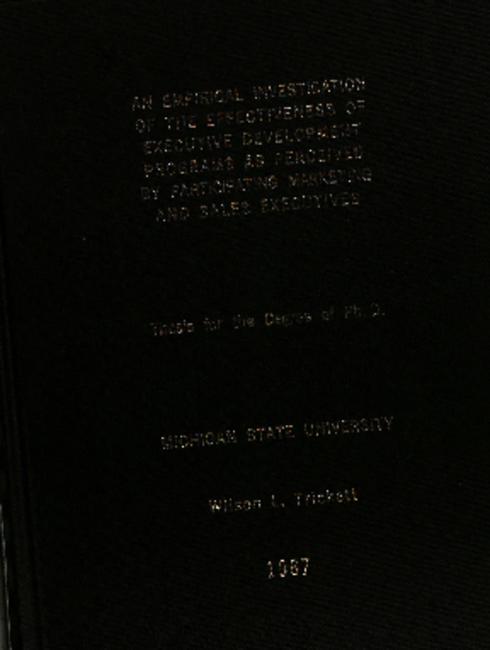 AN EMPIRICAL INVESTIGATION
OF THE EFFECTIVENESS OF
EXECUTIVE DEVELOPMENT
PROGRAMS AS PERCEIVED
BY PARTICIPATING MARKETING
AND SALES EXECUTIVES
Thesis for the Degree of Ph.D.
MICHIGAN STATE UNIVERSITY
Wilson L. Trickett